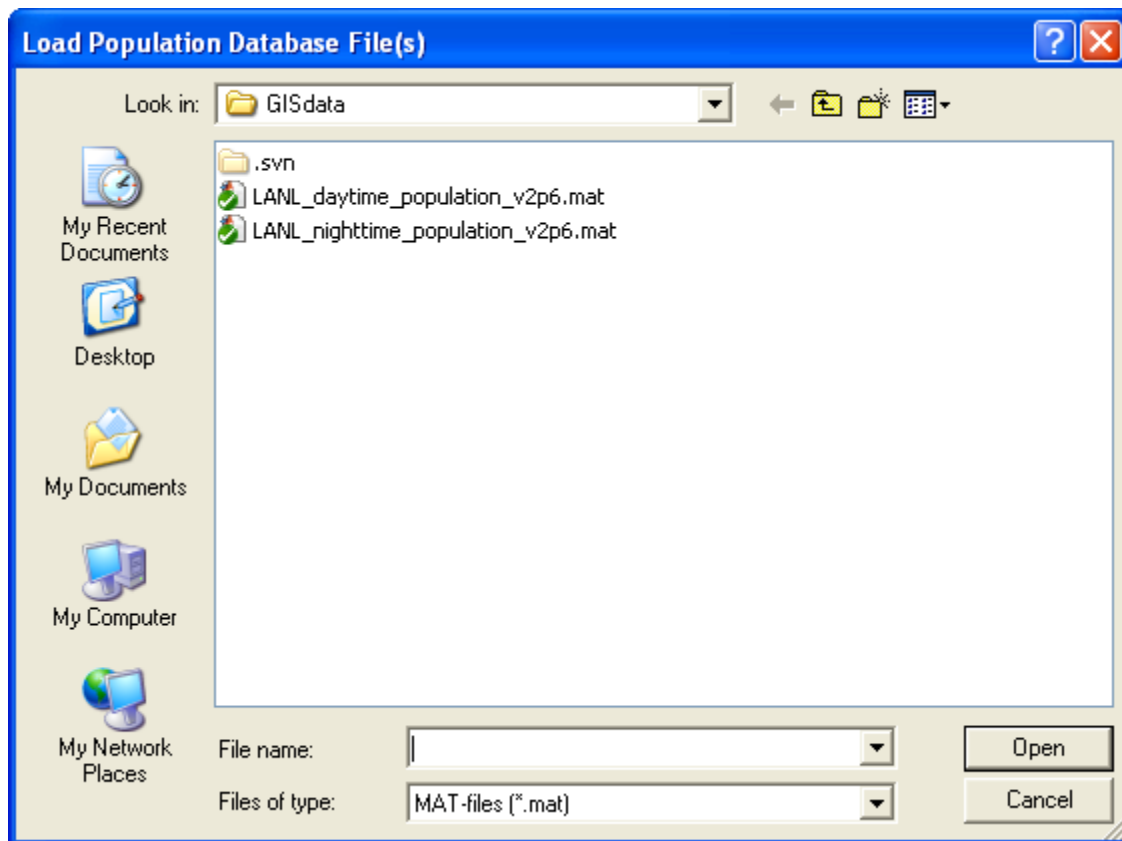 Load Population Database File(s)
Look in:
GISdata
.svn
LANL_daytime_population_v2p6.mat
LANL_nighttime_population_v2p6.mat
My Recent
Documents
Desktop
My Documents
My Computer
My Network
Places
File name:
Open
Files of type:
MAT-files (*.mat)
Cancel